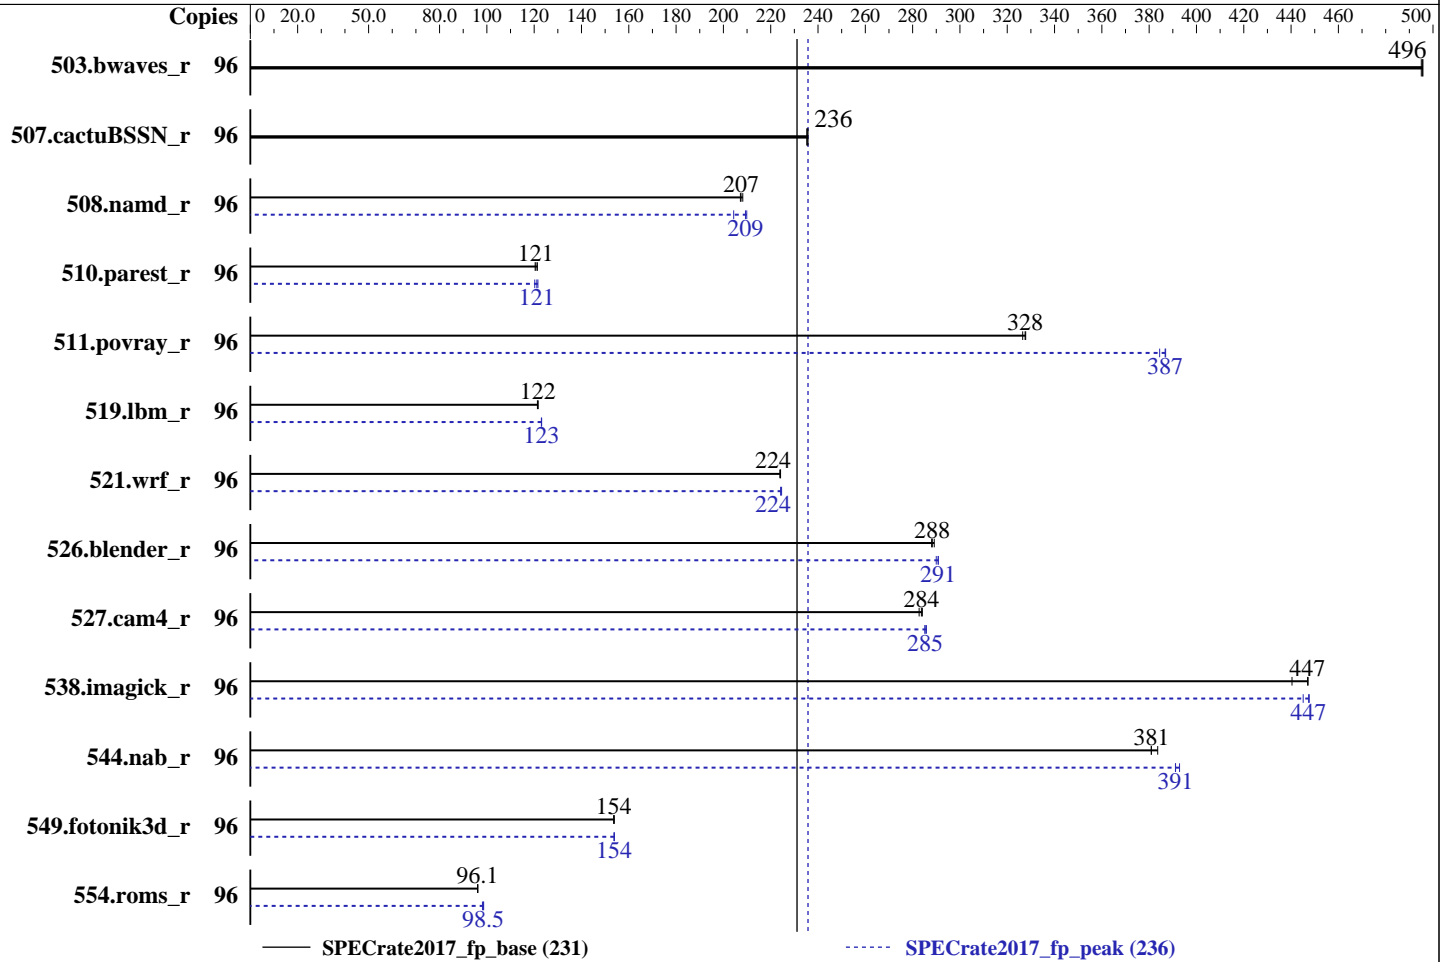 Copies 0 20.0 50.0 80.0 100 120 140 160 180 200 220 240 260 280 300 320 340 360 380 400 420 440 460 500
503.bwaves_r 96 496
507.cactuBSSN_r 96 236
508.namd_r 96 207
209
510.parest_r 96 121
121
511.povray_r 96 328
387
519.lbm_r 96 122
123
521.wrf_r 96 224
224
526.blender_r 96 288
291
527.cam4_r 96 284
285
538.imagick_r 96 447
447
544.nab_r 96 381
391
549.fotonik3d_r 96 154
154
554.roms_r 96 96.1
98.5
SPECrate2017_fp_base (231) SPECrate2017_fp_peak (236)